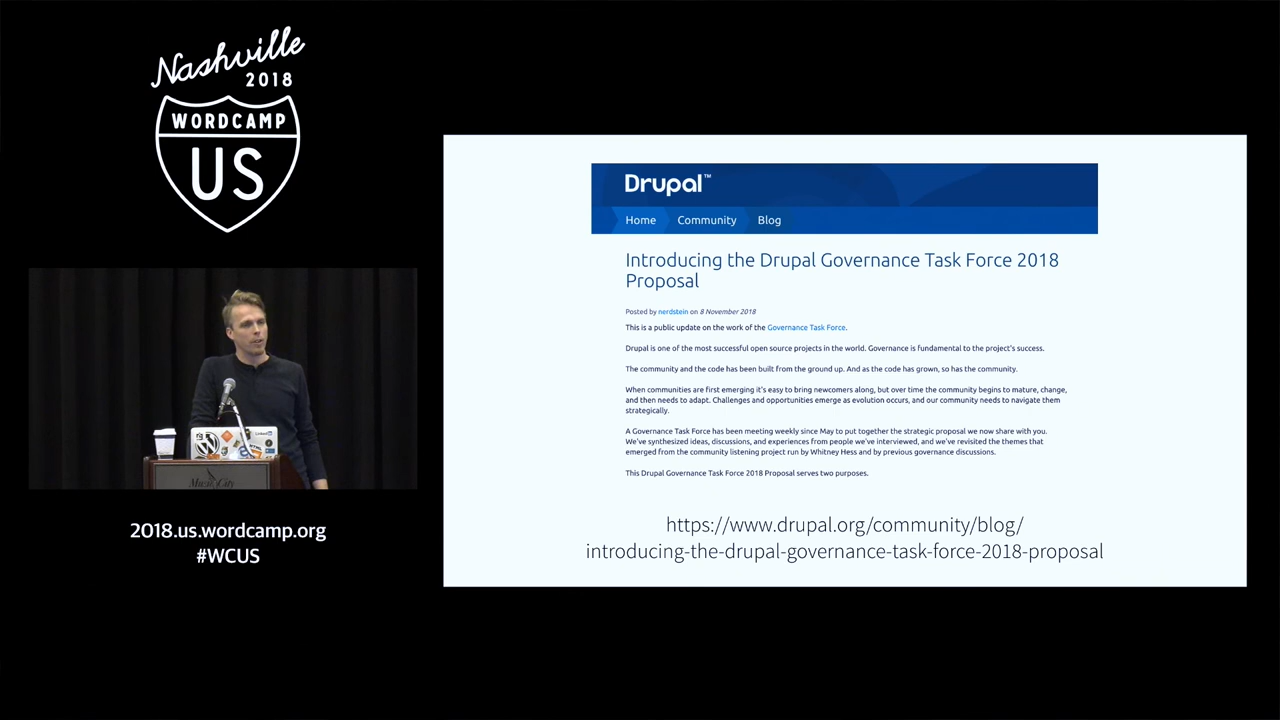 Nashville
2018
WORDCAMP
US
Music City
2018.us.wordcamp.org
#WCUS
Drupal™
Home Community Blog
Introducing the Drupal Governance Task Force 2018
Proposal
Posted by nerdstein on 8 November 2018
This is a public update on the work of the Governance Task Force.
Drupal is one of the most successful open source projects in the world. Governance is fundamental to the project's success.
The community and the code has been built from the ground up. And as the code has grown, so has the community.
When communities are first emerging it's easy to bring newcomers along, but over time the community begins to mature, change,
and then needs to adapt. Challenges and opportunities emerge as evolution occurs, and our community needs to navigate them
strategically.
A Governance Task Force has been meeting weekly since May to put together the strategic proposal we now share with you.
We've synthesized ideas, discussions, and experiences from people we've interviewed, and we've revisited the themes that
emerged from the community listening project run by Whitney Hess and by previous governance discussions.
This Drupal Governance Task Force 2018 Proposal serves two purposes.
https://www.drupal.org/community/blog/
introducing-the-drupal-governance-task-force-2018-proposal